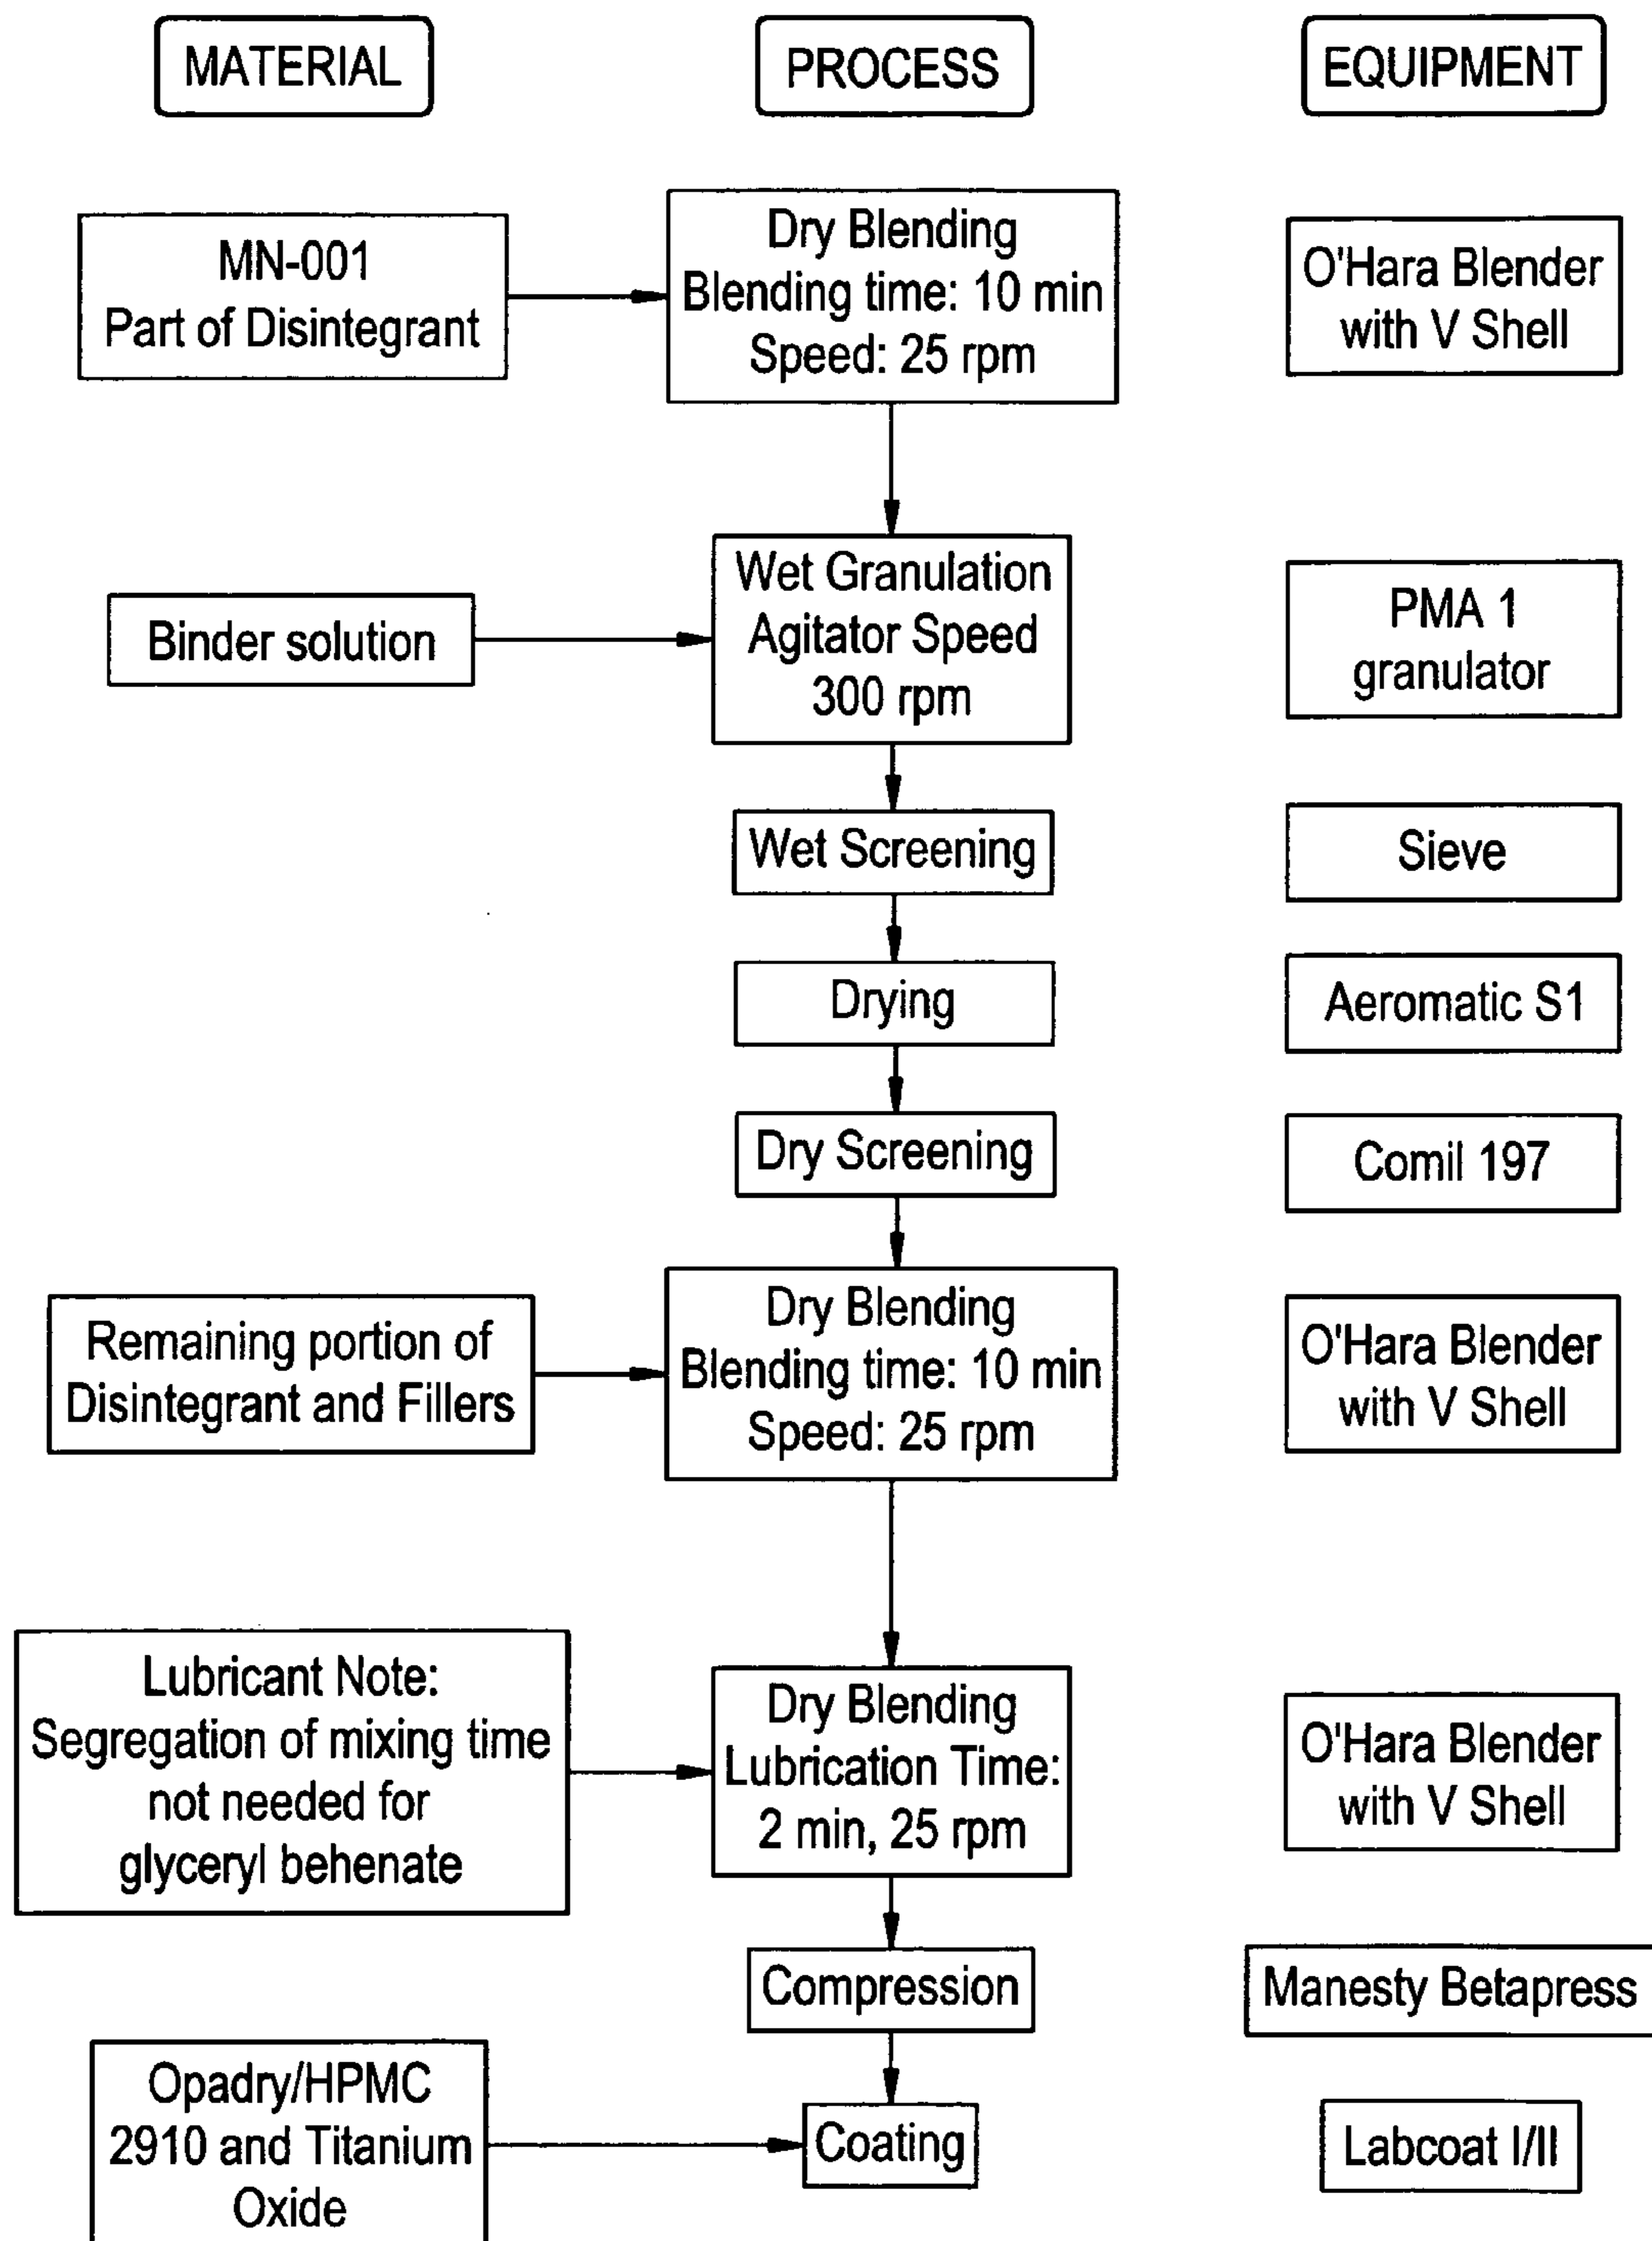 MATERIAL
PROCESS
EQUIPMENT
MN-001
Part of Disintegrant
Dry Blending
Blending time: 10 min
Speed: 25 rpm
O'Hara Blender
with V Shell
Binder solution
Wet Granulation
Agitator Speed
300 rpm
PMA 1
granulator
Wet Screening
Sieve
Drying
Aeromatic S1
Dry Screening
Comil 197
Remaining portion of
Disintegrant and Fillers
Dry Blending
Blending time: 10 min
Speed: 25 rpm
O'Hara Blender
with V Shell
Lubricant Note:
Segregation of mixing time
not needed for
glyceryl behenate
Dry Blending
Lubrication Time:
2 min, 25 rpm
O'Hara Blender
with V Shell
Compression
Manesty Betapress
Opadry/HPMC
2910 and Titanium
Oxide
Coating
Labcoat I/II